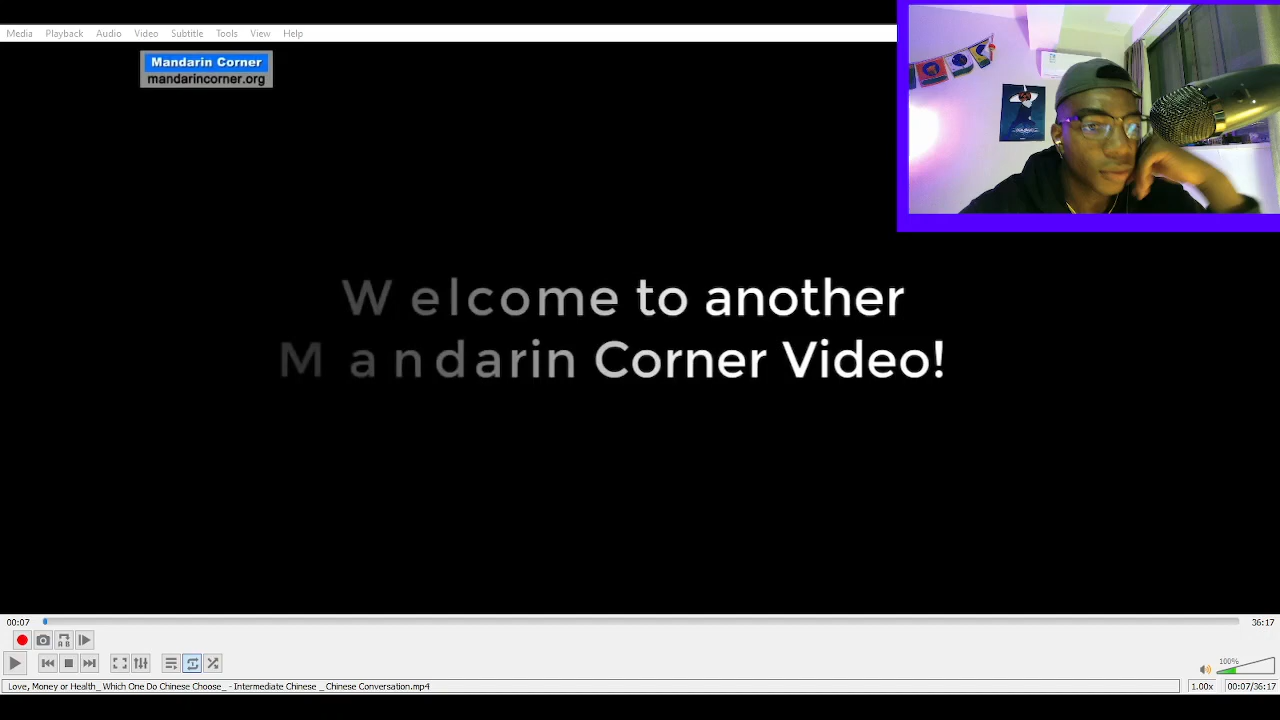 Media Playback Audio Video Subtitle Tools View Help
Mandarin Corner
mandarincorner.org
Welcome to another
Mandarin Corner Video!
00:07
36:17
100%
Love, Money or Health_ Which One Do Chinese Choose_ - Intermediate Chinese _ Chinese Conversation.mp4
1.00x
00:07/36:17